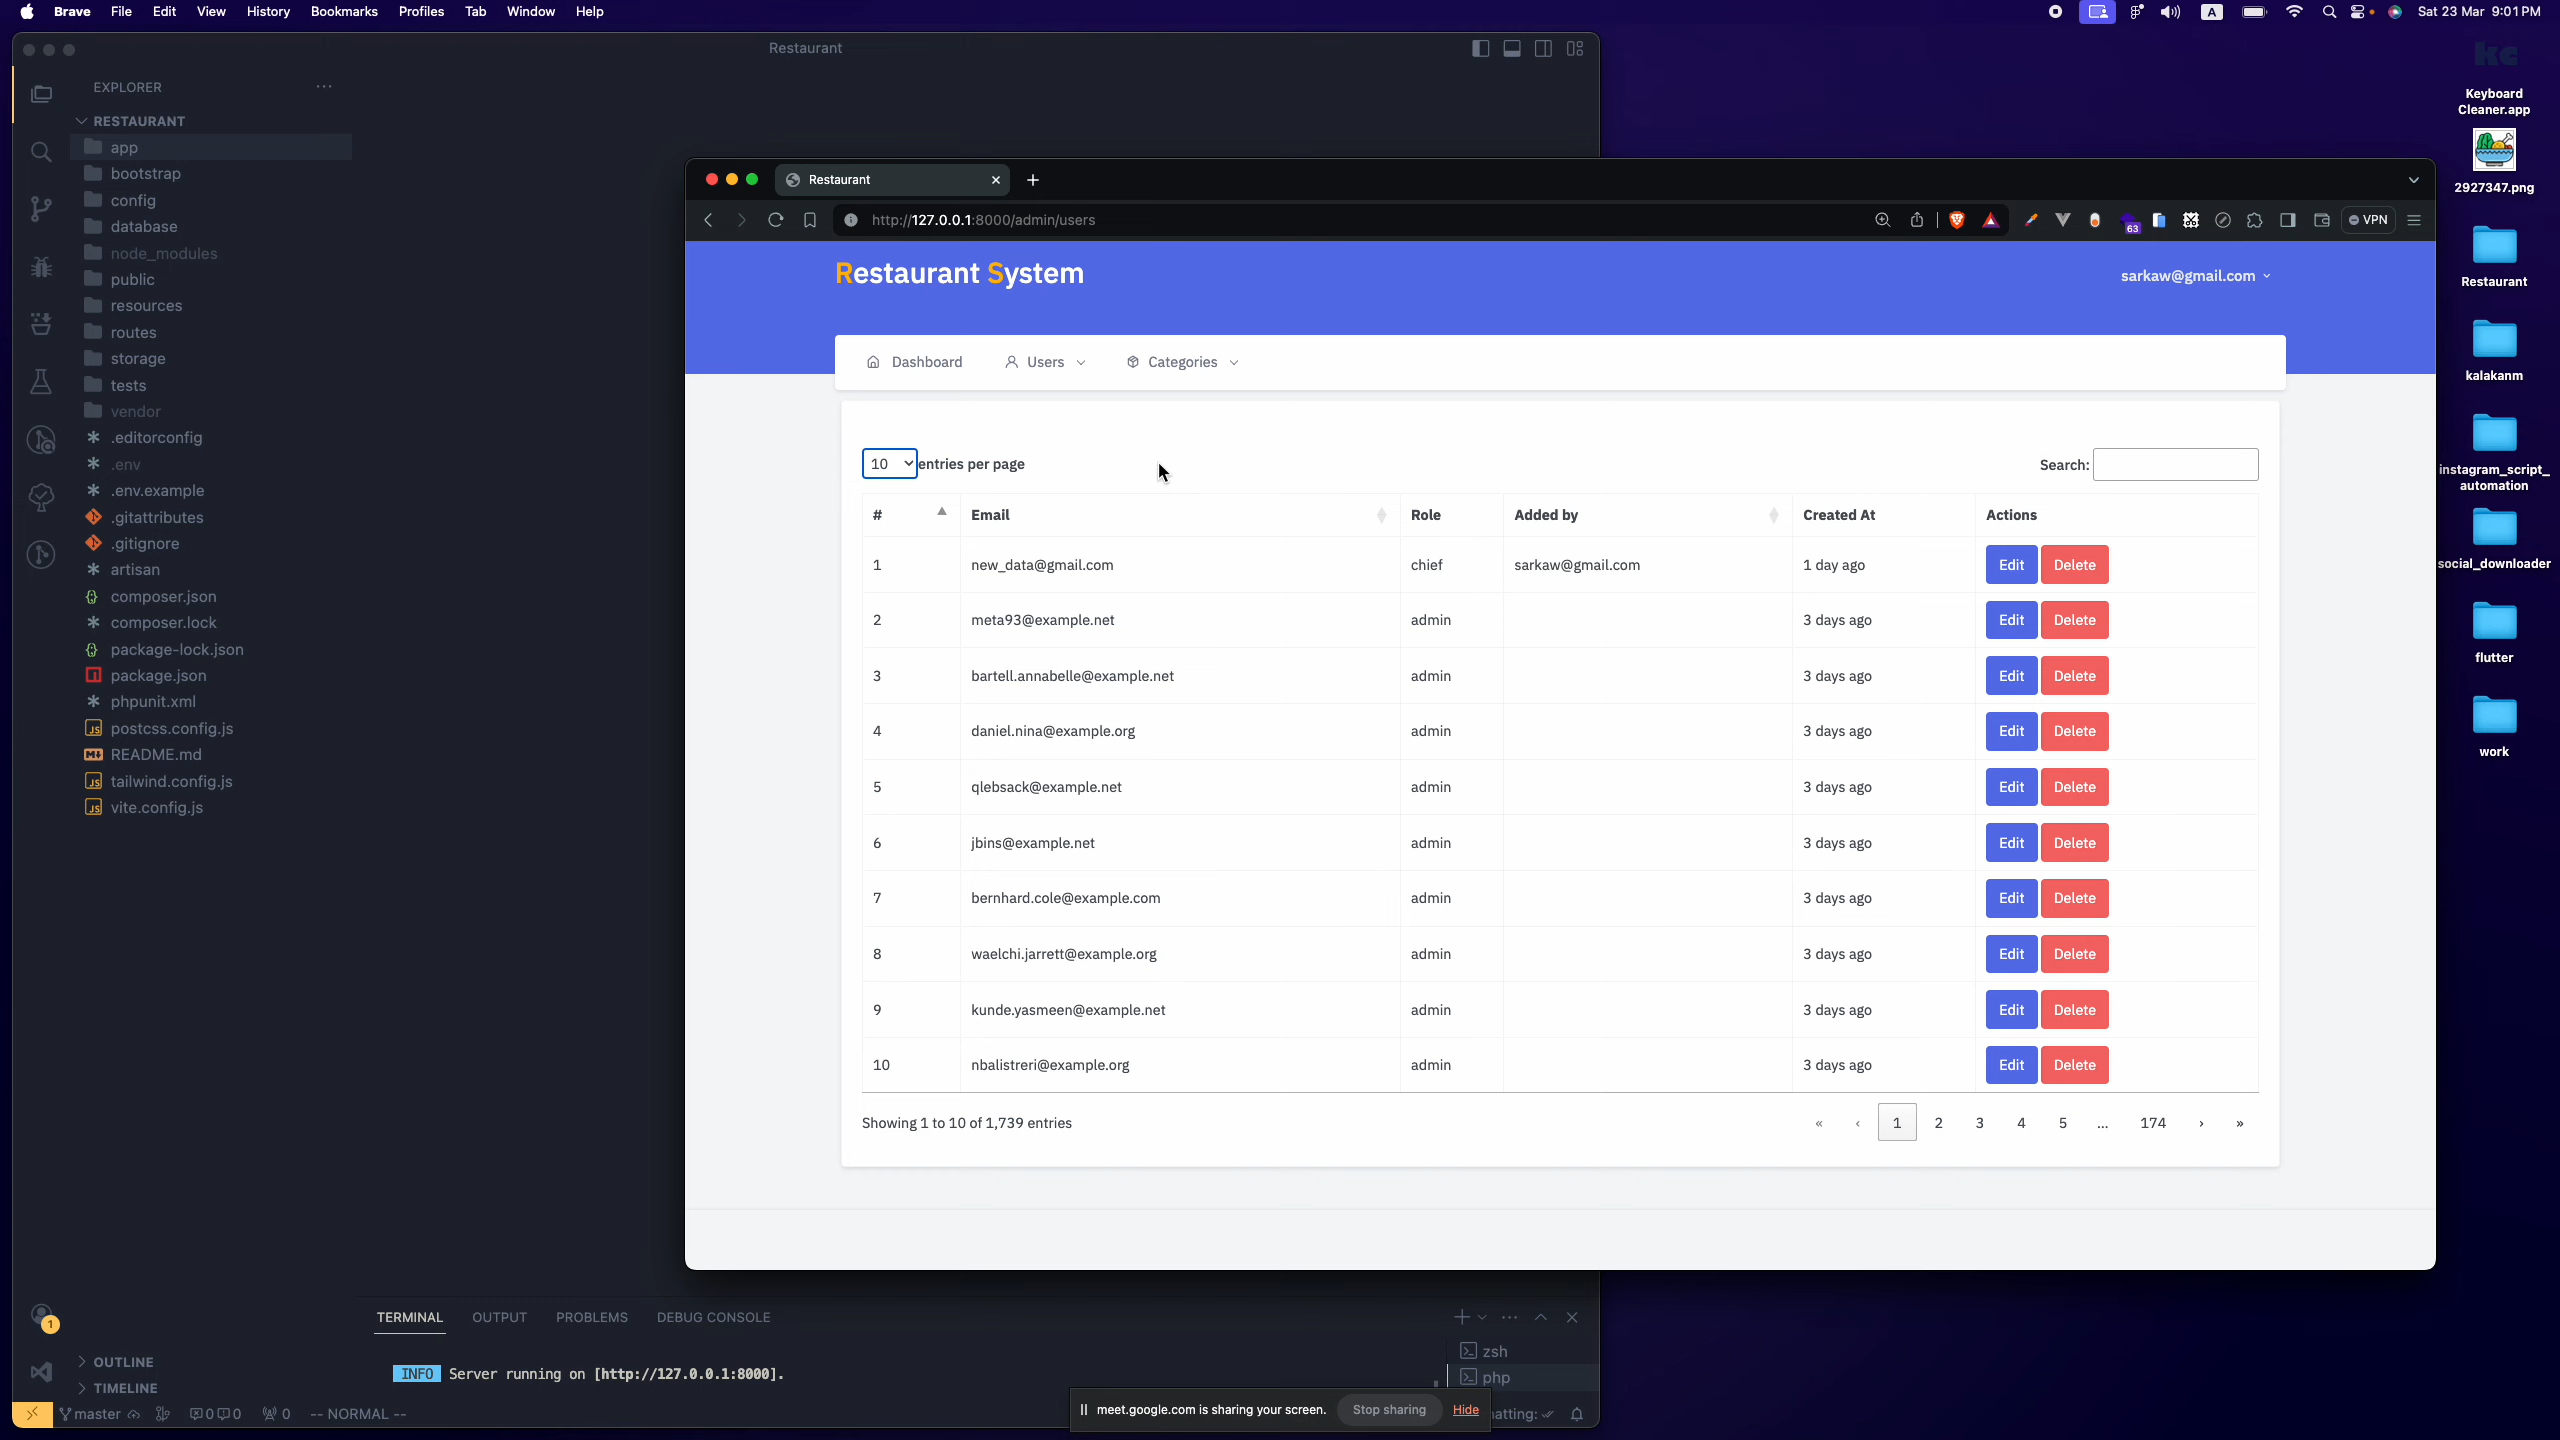 Brave File Edit View History Bookmarks Profiles Tab Window Help
A Sat 23 Mar 9:01 PM
Restaurant
EXPLORER
RESTAURANT
app
bootstrap
config
database
node_modules
public
resources
routes
storage
tests
vendor
.editorconfig
.env
.env.example
.gitattributes
.gitignore
artisan
composer.json
composer.lock
package-lock.json
package.json
phpunit.xml
postcss.config.js
README.md
tailwind.config.js
vite.config.js
1
OUTLINE
TIMELINE
master 0 0 0 -- NORMAL --
TERMINAL OUTPUT PROBLEMS DEBUG CONSOLE
INFO Server running on [http://127.0.0.1:8000].
zsh
php
meet.google.com is sharing your screen. Stop sharing Hide
atting:
Restaurant
http://127.0.0.1:8000/admin/users
63
VPN
Restaurant System
sarkaw@gmail.com
Dashboard Users Categories
10 entries per page
Search:
# Email Role Added by Created At Actions
1 new_data@gmail.com chief sarkaw@gmail.com 1 day ago Edit Delete
2 meta93@example.net admin 3 days ago Edit Delete
3 bartell.annabelle@example.net admin 3 days ago Edit Delete
4 daniel.nina@example.org admin 3 days ago Edit Delete
5 qlebsack@example.net admin 3 days ago Edit Delete
6 jbins@example.net admin 3 days ago Edit Delete
7 bernhard.cole@example.com admin 3 days ago Edit Delete
8 waelchi.jarrett@example.org admin 3 days ago Edit Delete
9 kunde.yasmeen@example.net admin 3 days ago Edit Delete
10 nbalistreri@example.org admin 3 days ago Edit Delete
Showing 1 to 10 of 1,739 entries
« ‹ 1 2 3 4 5 ... 174 › »
kc
Keyboard
Cleaner.app
2927347.png
Restaurant
kalakanm
instagram_script_
automation
social_downloader
flutter
work